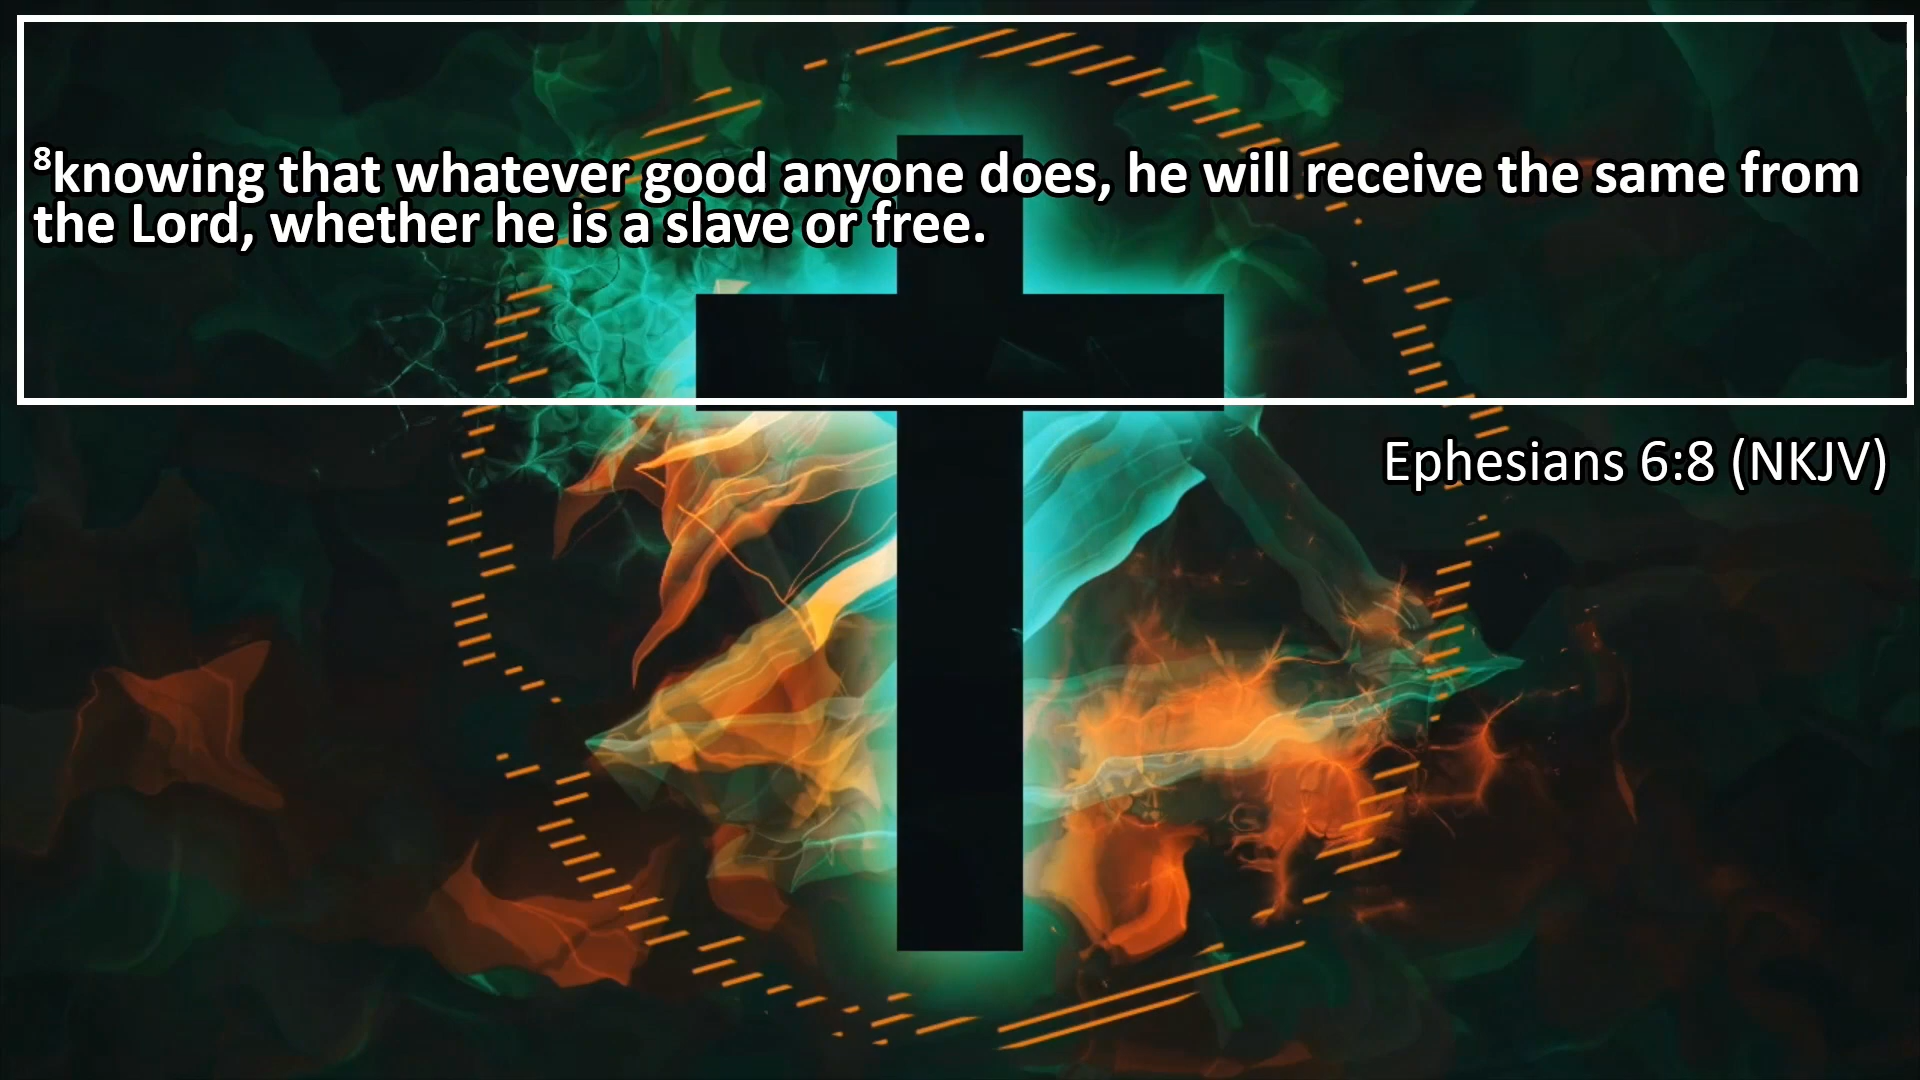 ⁸knowing that whatever good anyone does, he will receive the same from
the Lord, whether he is a slave or free.
Ephesians 6:8 (NKJV)